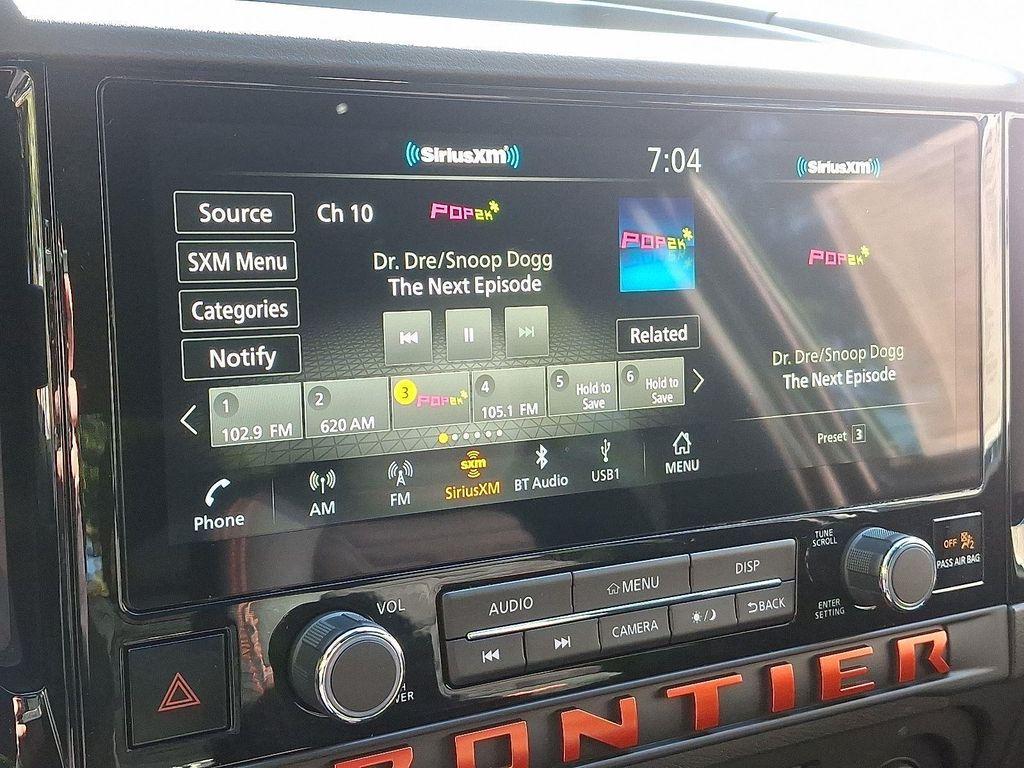 SiriusXM
7:04
SiriusXM
Source
Ch 10
POP2K*
POP2K*
POP2K*
SXM Menu
Dr. Dre/Snoop Dogg
The Next Episode
Categories
Notify
Related
Dr. Dre/Snoop Dogg
The Next Episode
1
102.9 FM
2
620 AM
3
POP2K*
4
105.1 FM
5
Hold to
Save
6
Hold to
Save
Preset 3
Phone
AM
FM
sxm
SiriusXM
BT Audio
USB1
MENU
TUNE
SCROLL
OFF
PASS AIR BAG
VOL
AUDIO
MENU
DISP
CAMERA
BACK
ENTER
SETTING
RONTIER